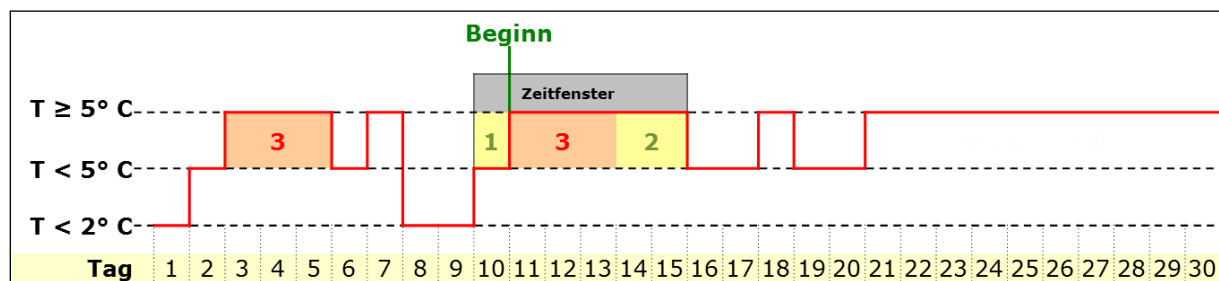 Beginn
Zeitfenster
T ≥ 5° C
3 1 3 2
T < 5° C
T < 2° C
Tag 1 2 3 4 5 6 7 8 9 10 11 12 13 14 15 16 17 18 19 20 21 22 23 24 25 26 27 28 29 30